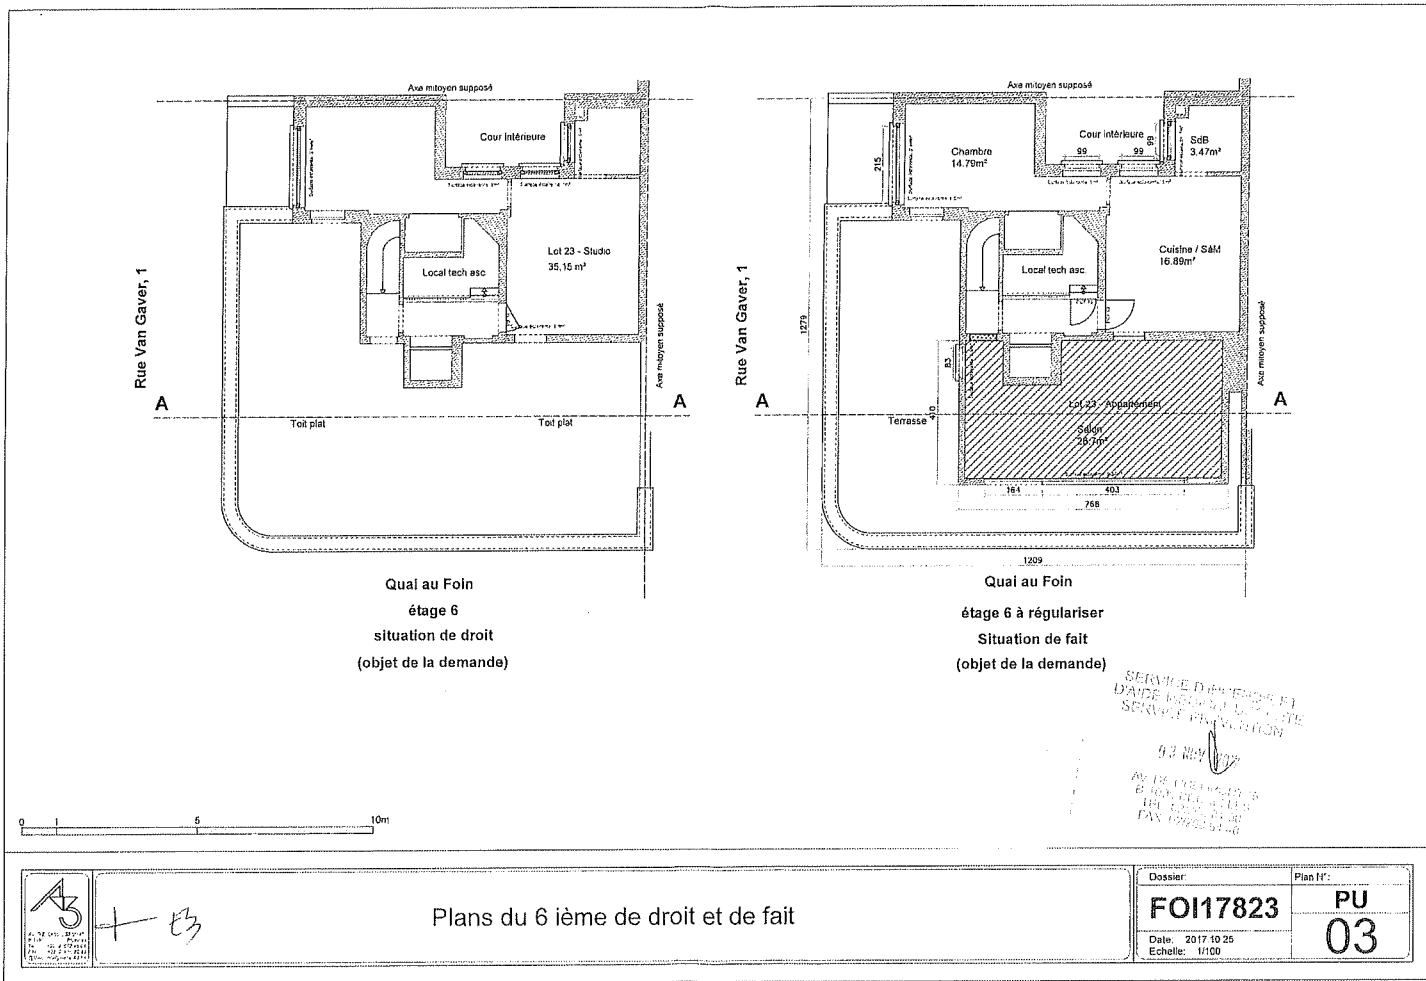 Axe mitoyen supposé
Cour intérieure
Lot 23 - Studio
35,15 m²
Local tech asc.
Rue Van Gaver, 1
Axe mitoyen supposé
A
A
Toit plat
Toit plat
Quai au Foin
étage 6
situation de droit
(objet de la demande)
Axe mitoyen supposé
Cour intérieure
99
99
99
SdB
3.47m²
Chambre
14.79m²
215
Cuisine / SàM
16.89m²
Local tech asc.
Rue Van Gaver, 1
1279
Axe mitoyen supposé
83
410
A
A
Lot 23 - Appartement
Terrasse
Salon
28.7m²
164
403
768
1209
Quai au Foin
étage 6 à régulariser
Situation de fait
(objet de la demande)
SERVICE
SERVICE PREVENTION
0 1 5 10m
A3
Plans du 6 ième de droit et de fait
Dossier:
FOI17823
Date: 2017 10 25
Echelle: 1/100
Plan N°:
PU
03